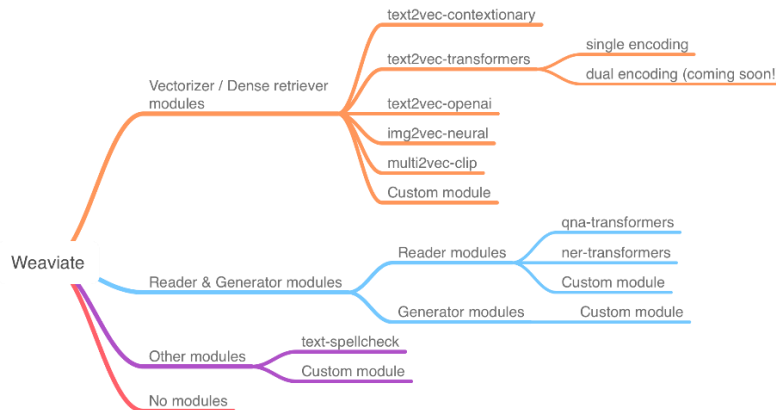 text2vec-contextionary
single encoding
text2vec-transformers
dual encoding (coming soon!
Vectorizer / Dense retriever
modules
text2vec-openai
img2vec-neural
multi2vec-clip
Custom module
qna-transformers
Reader modules
ner-transformers
Weaviate
Reader & Generator modules
Custom module
Generator modules
Custom module
text-spellcheck
Other modules
Custom module
No modules